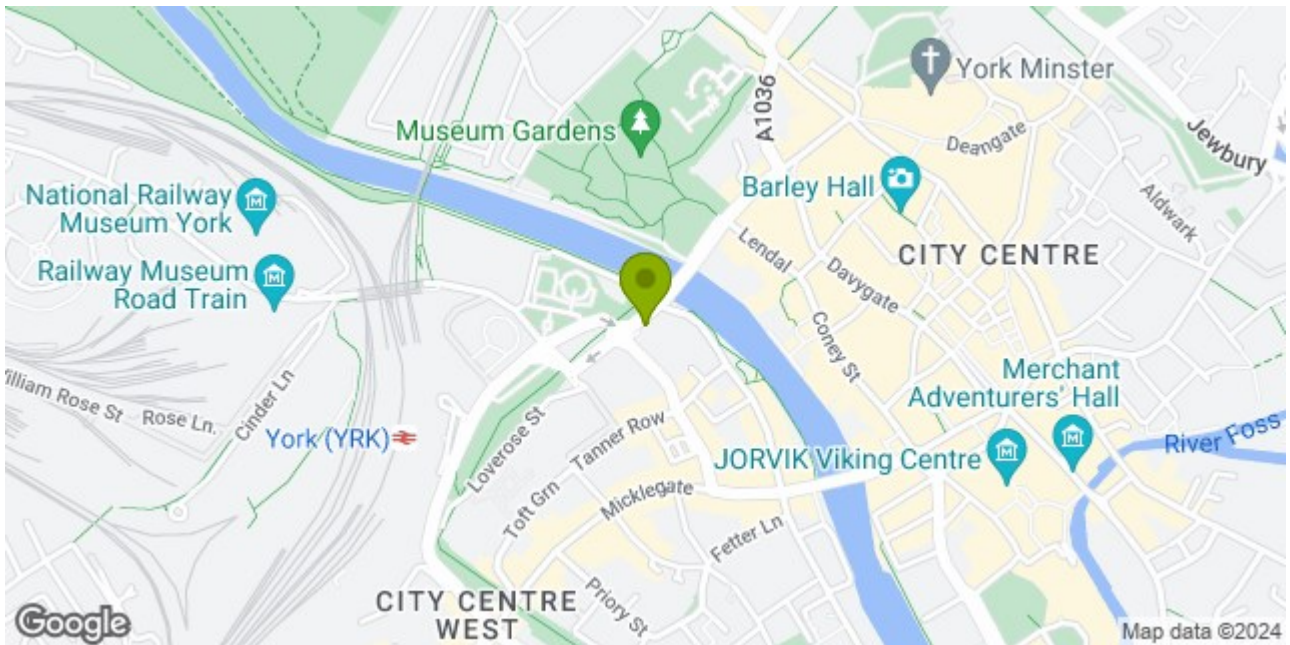 York Minster
A1036
Museum Gardens
Deangate
Jewbury
National Railway
Museum York
Barley Hall
Aldwark
Lendal
CITY CENTRE
Railway Museum
Road Train
Davygate
Coney St
Merchant
Adventurers' Hall
William Rose St
Rose Ln.
Cinder Ln
York (YRK)
Loverose St
Tanner Row
River Foss
JORVIK Viking Centre
Toft Grn
Micklegate
Fetter Ln
Priory St
CITY CENTRE
WEST
Google
Map data ©2024